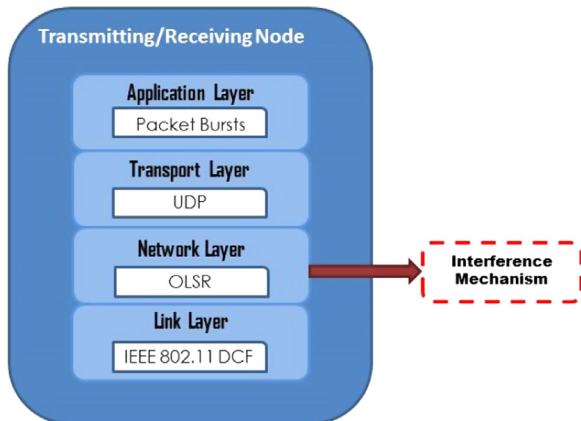 Transmitting/Receiving Node
Application Layer
Packet Bursts
Transport Layer
UDP
Network Layer
OLSR
Link Layer
IEEE 802.11 DCF
Interference
Mechanism